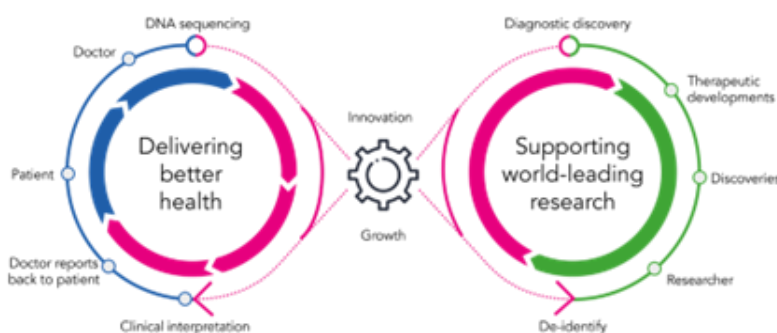 DNA sequencing
Doctor
Patient
Doctor reports
back to patient
Clinical interpretation
Delivering
better
health
Innovation
Growth
Diagnostic discovery
Therapeutic
developments
Discoveries
Researcher
De-identify
Supporting
world-leading
research